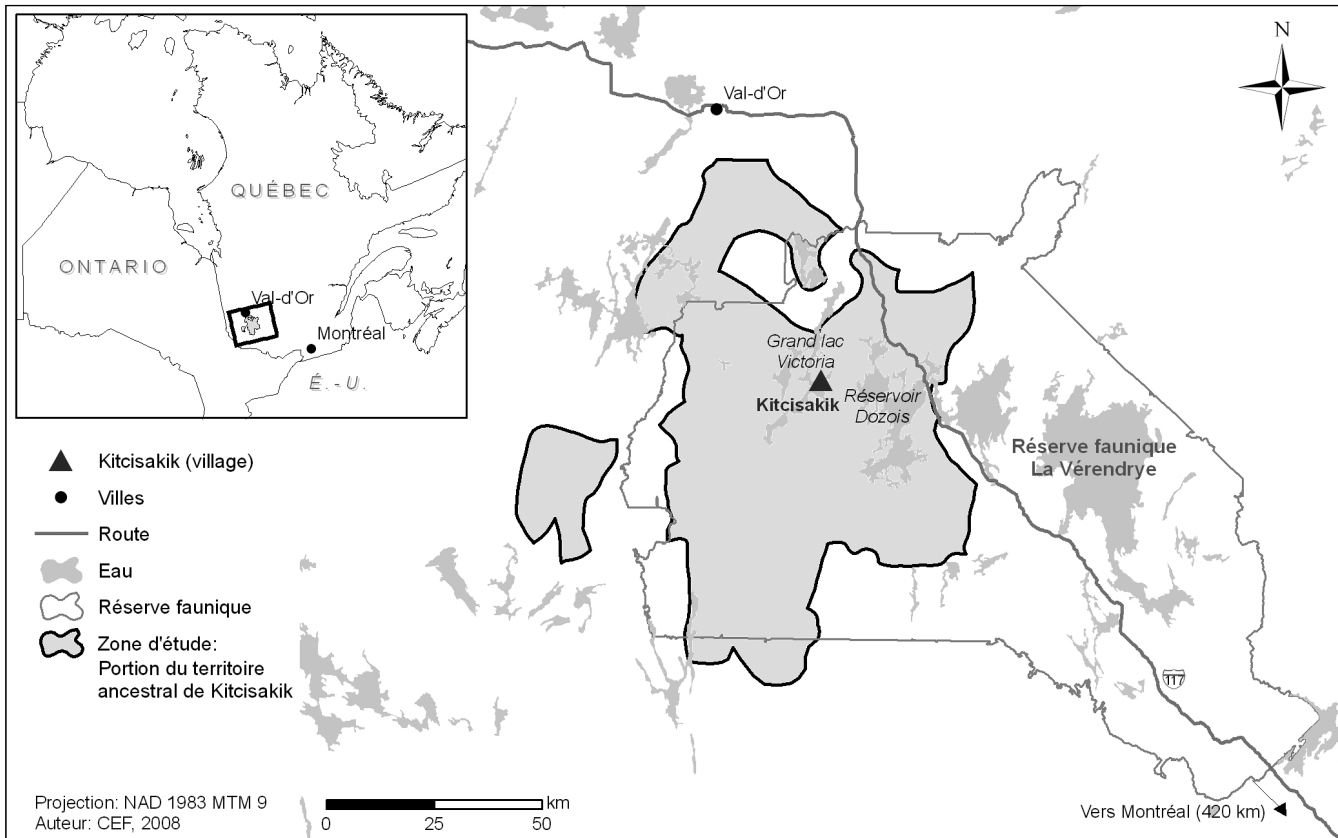 QUÉBEC
ONTARIO
Val-d'Or
Montréal
É.-U.
N
Val-d'Or
Grand lac
Victoria
Kitcisakik
Réservoir
Dozois
Réserve faunique
La Vérendrye
117
Vers Montréal (420 km)
Kitcisakik (village)
Villes
Route
Eau
Réserve faunique
Zone d'étude:
Portion du territoire
ancestral de Kitcisakik
Projection: NAD 1983 MTM 9
Auteur: CEF, 2008
km
0 25 50